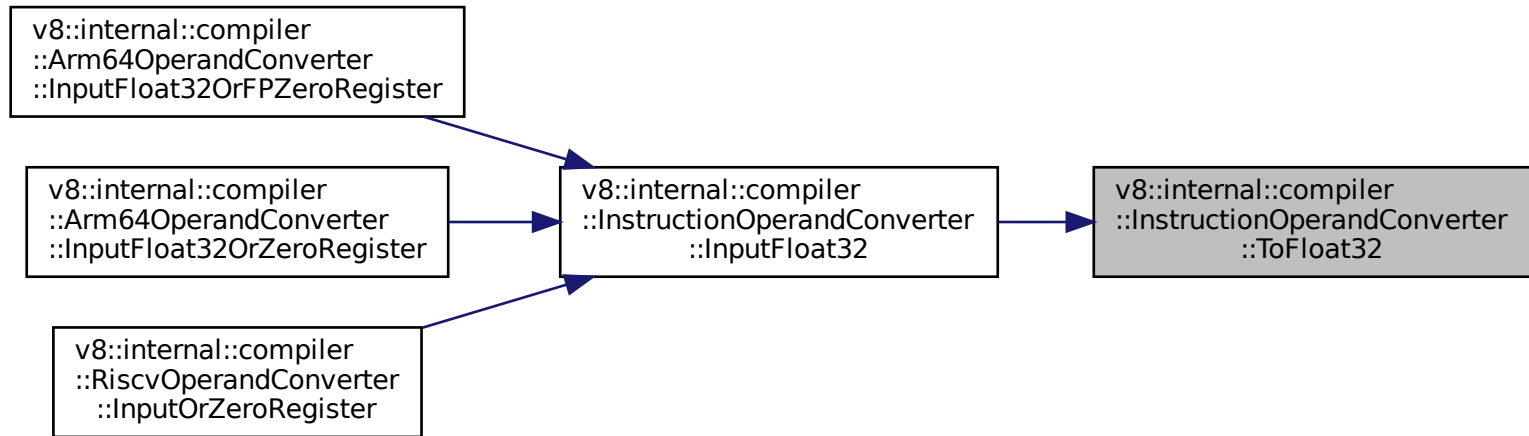 v8::internal::compiler
::Arm64OperandConverter
::InputFloat32OrFPZeroRegister
v8::internal::compiler
::Arm64OperandConverter
::InputFloat32OrZeroRegister
v8::internal::compiler
::RiscvOperandConverter
::InputOrZeroRegister
v8::internal::compiler
::InstructionOperandConverter
::InputFloat32
v8::internal::compiler
::InstructionOperandConverter
::ToFloat32